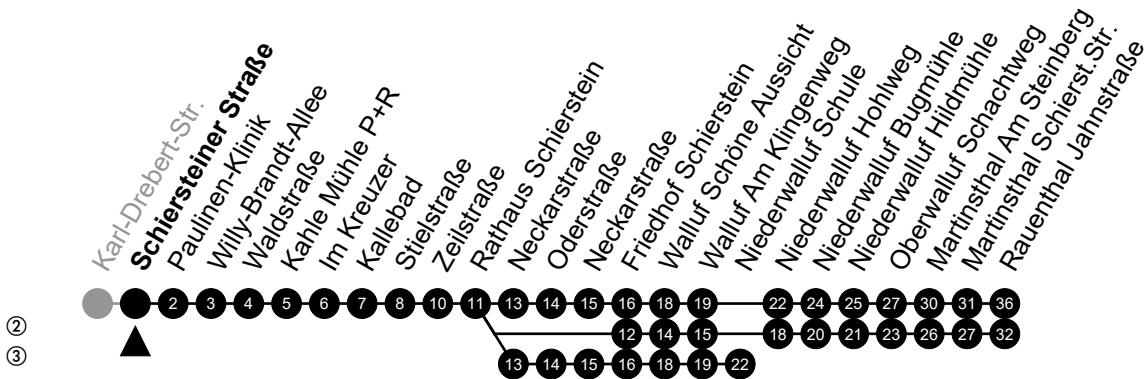 Karl-Drebert-Str.
Schiersteiner Straße
Paulinen-Klinik
Willy-Brandt-Allee
Waldstraße
Kahle Mühle P+R
Im Kreuzer
Kallebad
Stielstraße
Zeilstraße
Rathaus Schierstein
Neckarstraße
Oderstraße
Neckarstraße
Friedhof Schierstein
Walluf Schöne Aussicht
Walluf Am Klingenweg
Niederwalluf Schule
Niederwalluf Hohlweg
Niederwalluf Bugmühle
Niederwalluf Hildmühle
Oberwalluf Schachtweg
Martinsthal Am Steinberg
Martinsthal Schierst.Str.
Rauenthal Jahnstraße
2 3 4 5 6 7 8 10 11 13 14 15 16 18 19 22 24 25 27 30 31 36
② 12 14 15 18 20 21 23 26 27 32
③ 13 14 15 16 18 19 22